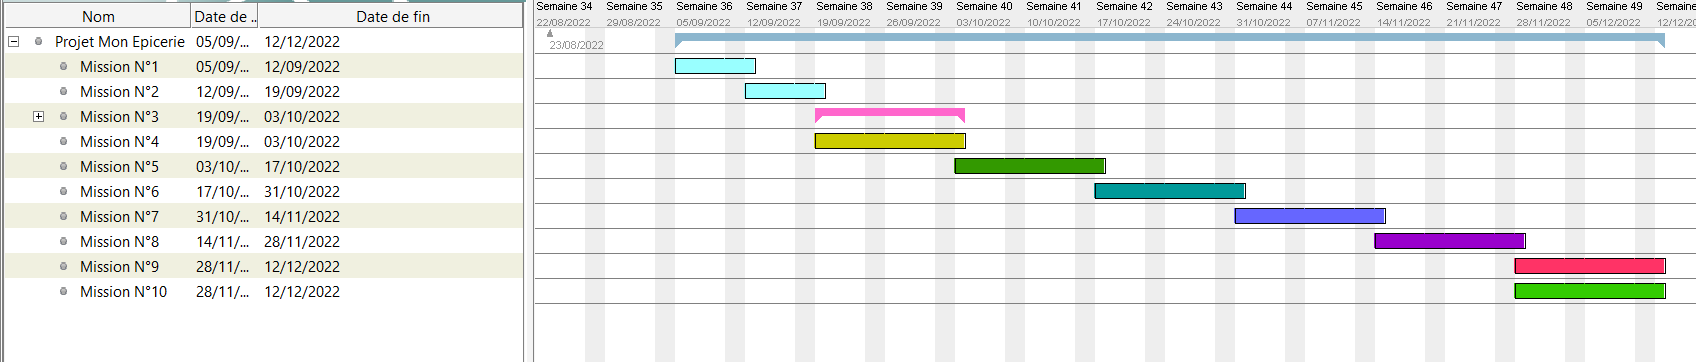 Nom Date de .. Date de fin
Semaine 34 Semaine 35 Semaine 36 Semaine 37 Semaine 38 Semaine 39 Semaine 40 Semaine 41 Semaine 42 Semaine 43 Semaine 44 Semaine 45 Semaine 46 Semaine 47 Semaine 48 Semaine 49 Semaine
22/08/2022 29/08/2022 05/09/2022 12/09/2022 19/09/2022 26/09/2022 03/10/2022 10/10/2022 17/10/2022 24/10/2022 31/10/2022 07/11/2022 14/11/2022 21/11/2022 28/11/2022 05/12/2022 12/12/2
23/08/2022
Projet Mon Epicerie 05/09/... 12/12/2022
Mission N°1 05/09/... 12/09/2022
Mission N°2 12/09/... 19/09/2022
Mission N°3 19/09/... 03/10/2022
Mission N°4 19/09/... 03/10/2022
Mission N°5 03/10/... 17/10/2022
Mission N°6 17/10/... 31/10/2022
Mission N°7 31/10/... 14/11/2022
Mission N°8 14/11/... 28/11/2022
Mission N°9 28/11/... 12/12/2022
Mission N°10 28/11/... 12/12/2022